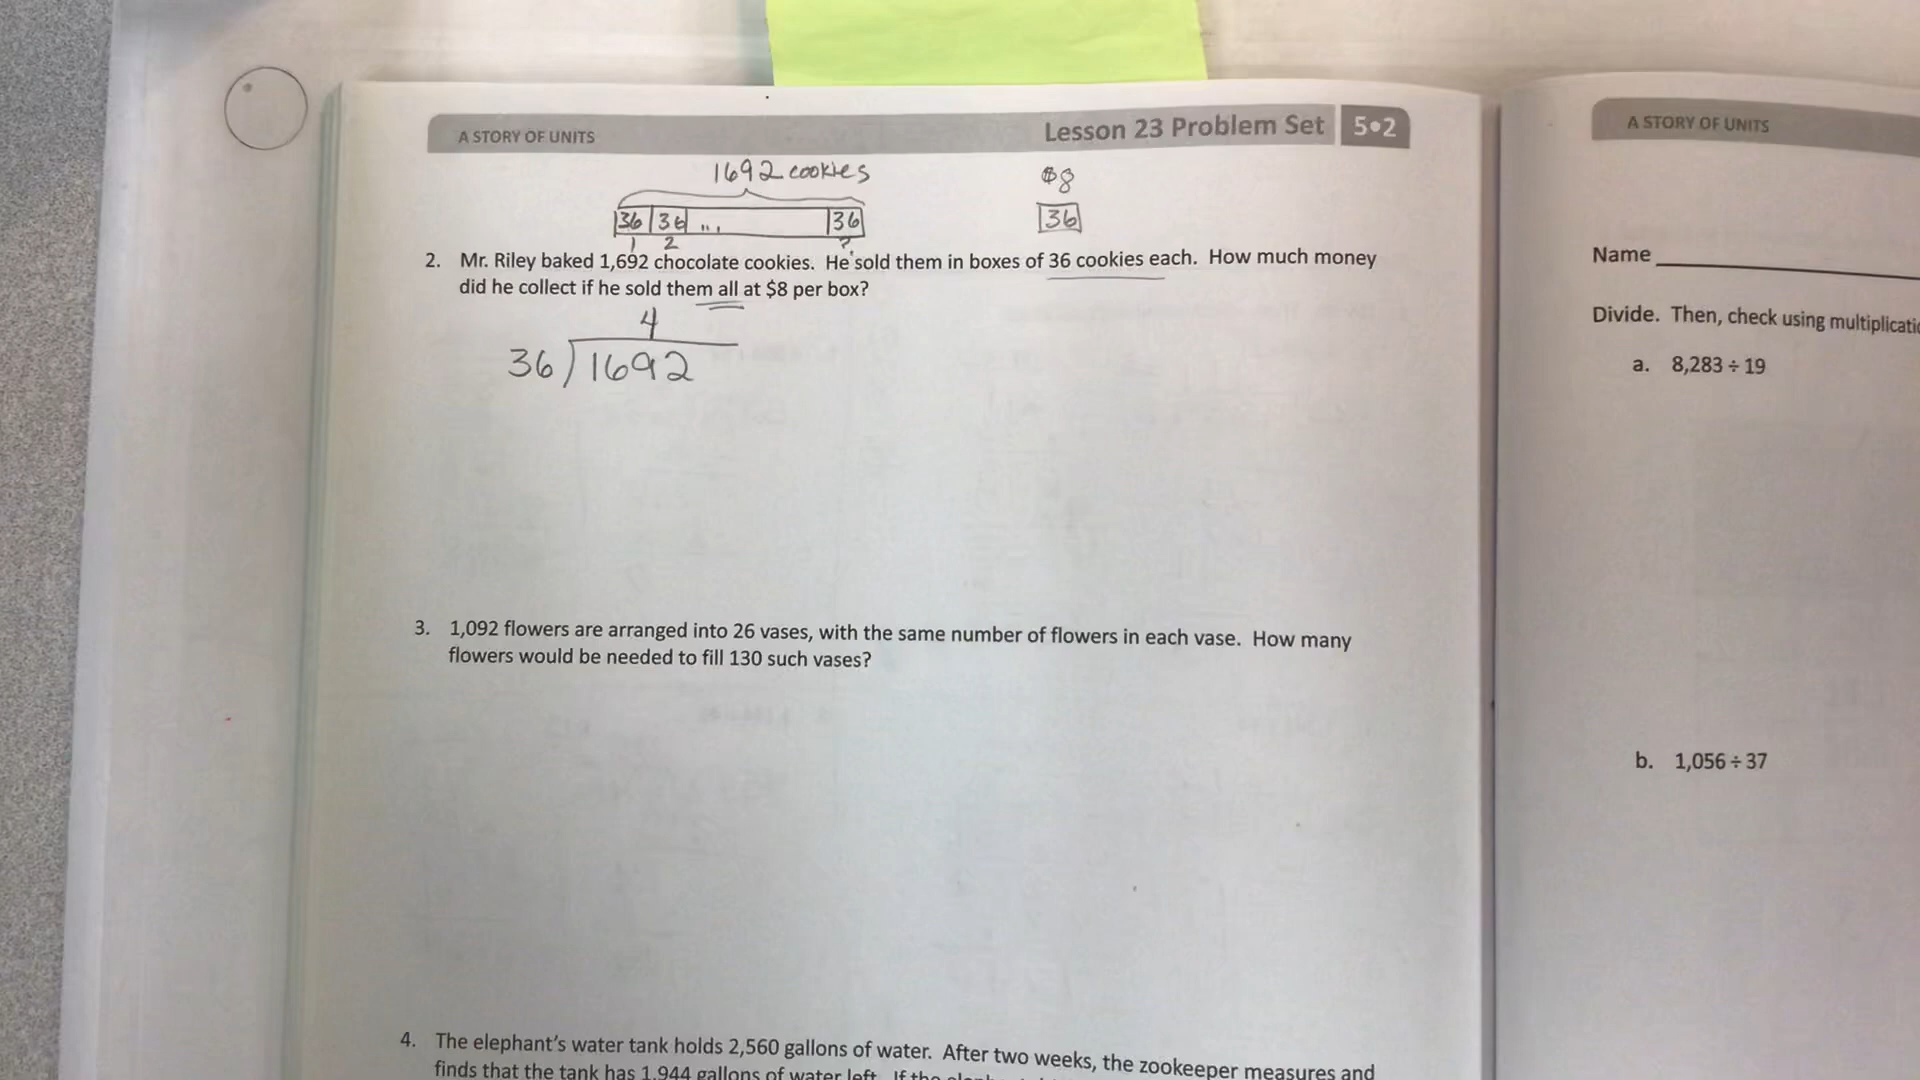 A STORY OF UNITS
Lesson 23 Problem Set 5•2
1692 cookies
$8
36 36 ... 36
36
1 2 ?
2. Mr. Riley baked 1,692 chocolate cookies. He sold them in boxes of 36 cookies each. How much money
did he collect if he sold them all at $8 per box?
4
36)1692
3. 1,092 flowers are arranged into 26 vases, with the same number of flowers in each vase. How many
flowers would be needed to fill 130 such vases?
4. The elephant's water tank holds 2,560 gallons of water. After two weeks, the zookeeper measures and
finds that the tank has 1,944 gallons of water left. If the
A STORY OF UNITS
Name
Divide. Then, check using
a. 8,283 ÷ 19
b. 1,056 ÷ 37